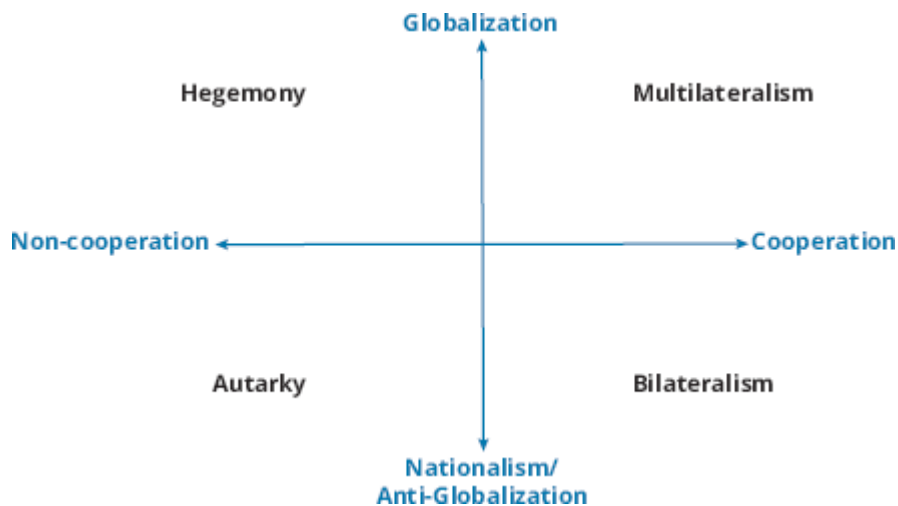 Globalization
Hegemony
Multilateralism
Non-cooperation
Cooperation
Autarky
Bilateralism
Nationalism/
Anti-Globalization